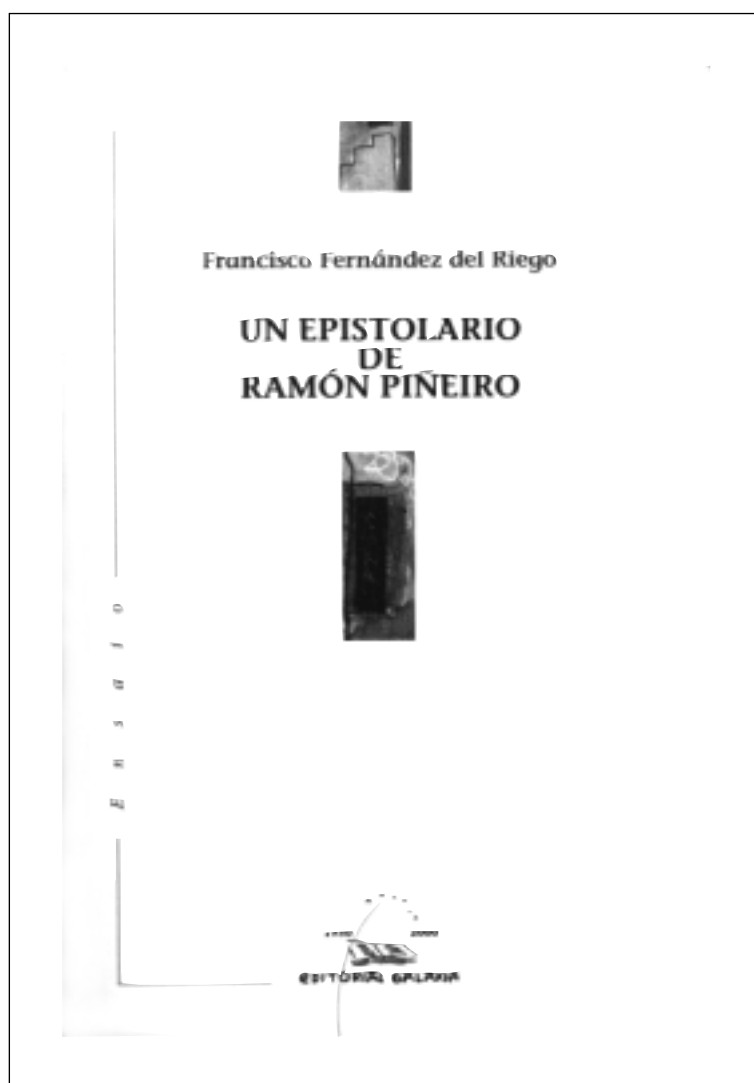 Francisco Fernández del Riego
UN EPISTOLARIO
DE
RAMÓN PIÑEIRO
Ensaio
EDITORIAL GALAXIA